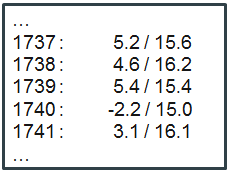 ...
1737: 5.2 / 15.6
1738: 4.6 / 16.2
1739: 5.4 / 15.4
1740: -2.2 / 15.0
1741: 3.1 / 16.1
...